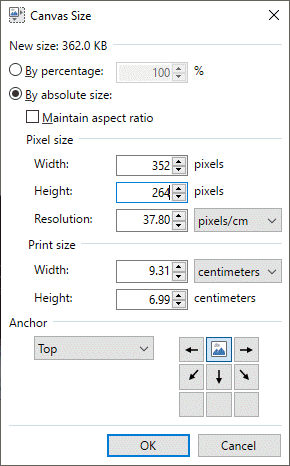 Canvas Size
New size: 362.0 KB
By percentage: 100 %
By absolute size:
Maintain aspect ratio
Pixel size
Width: 352 pixels
Height: 264 pixels
Resolution: 37.80 pixels/cm
Print size
Width: 9.31 centimeters
Height: 6.99 centimeters
Anchor
Top
OK Cancel